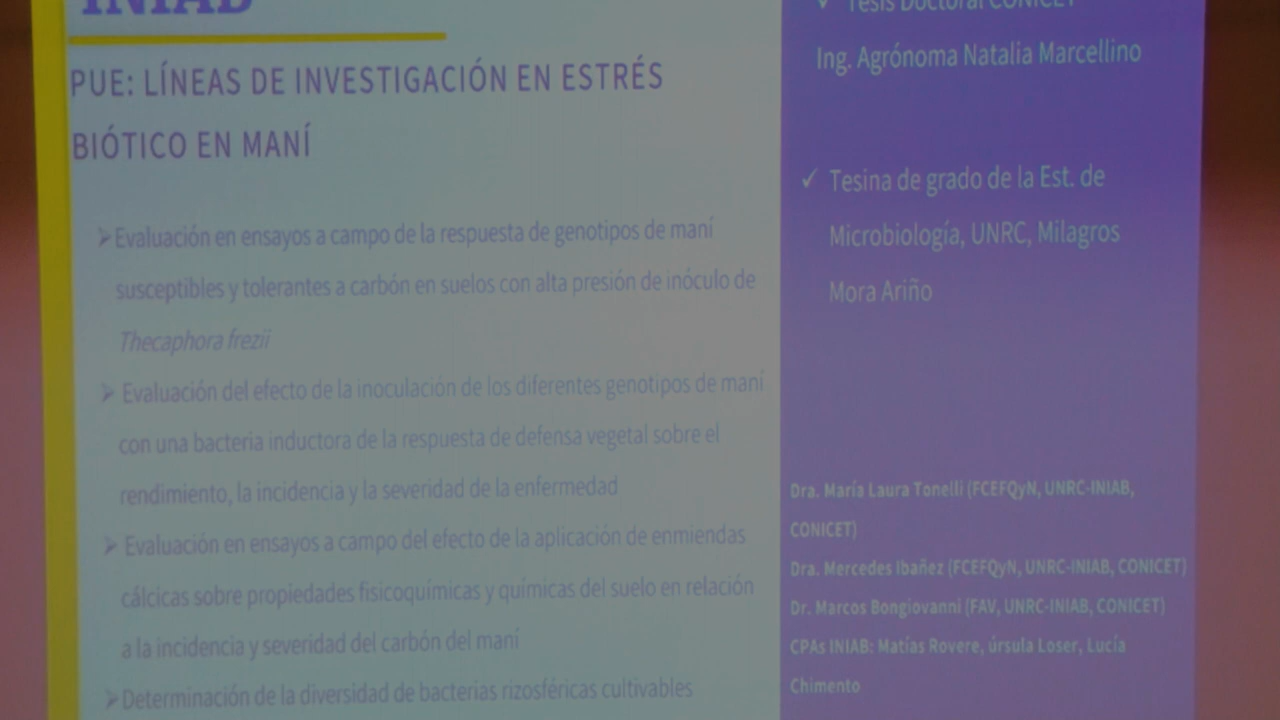 INIAB
PUE: LÍNEAS DE INVESTIGACIÓN EN ESTRÉS
BIÓTICO EN MANÍ
➢Evaluación en ensayos a campo de la respuesta de genotipos de maní
susceptibles y tolerantes a carbón en suelos con alta presión de inóculo de
Thecaphora frezii
➢ Evaluación del efecto de la inoculación de los diferentes genotipos de maní
con una bacteria inductora de la respuesta de defensa vegetal sobre el
rendimiento, la incidencia y la severidad de la enfermedad
➢ Evaluación en ensayos a campo del efecto de la aplicación de enmiendas
cálcicas sobre propiedades fisicoquímicas y químicas del suelo en relación
a la incidencia y severidad del carbón del maní
➢Determinación de la diversidad de bacterias rizosféricas cultivables
✓ Tesis Doctoral CONICET
Ing. Agrónoma Natalia Marcellino
✓ Tesina de grado de la Est. de
Microbiología, UNRC, Milagros
Mora Ariño
Dra. María Laura Tonelli (FCEFQyN, UNRC-INIAB,
CONICET)
Dra. Mercedes Ibañez (FCEFQyN, UNRC-INIAB, CONICET)
Dr. Marcos Bongiovanni (FAV, UNRC-INIAB, CONICET)
CPAs INIAB: Matías Rovere, úrsula Loser, Lucía
Chimento